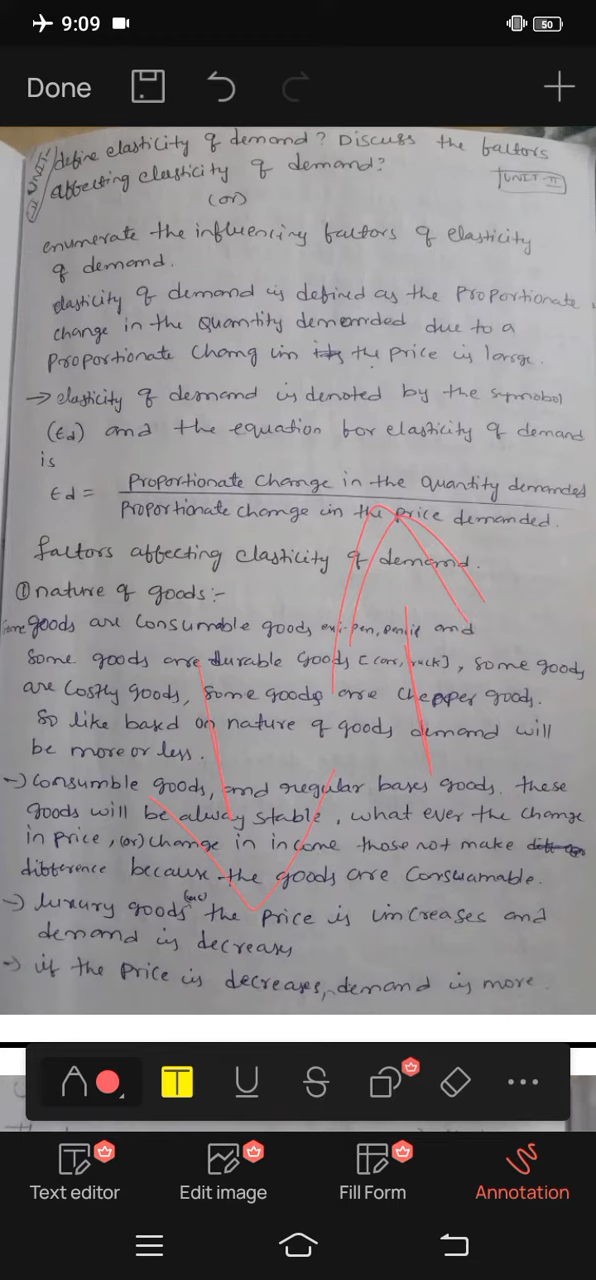 9:09
50
Done
define elasticity of demand? Discuss the factors
affecting elasticity of demand?
UNIT-II
(or)
enumerate the influencing factors of elasticity
of demand.
elasticity of demand is defined as the proportionate
change in the quantity demanded due to a
proportionate chang in the price is large.
→ elasticity of demand is denoted by the symobol
(Ed) and the equation for elasticity of demand
is
Ed = Proportionate change in the quantity demanded
Proportionate change in the price demanded.
factors affecting elasticity of demand.
① nature of goods :-
Some goods are consumable goods pen, pencil and
some goods are durable goods [cars, truck], some goods
are costly goods, some goods are chepper goods.
So like based on nature of goods demand will
be more or less.
→ consumble goods, and regular bases goods. these
goods will be alway stable, what ever the change
in price, (or) change in income those not make
difference because the goods are conswamable.
→ luxury goods the price is increases and
demand is decreases
→ if the price is decreases, demand is more.
T
U
S
Text editor
Edit image
Fill Form
Annotation